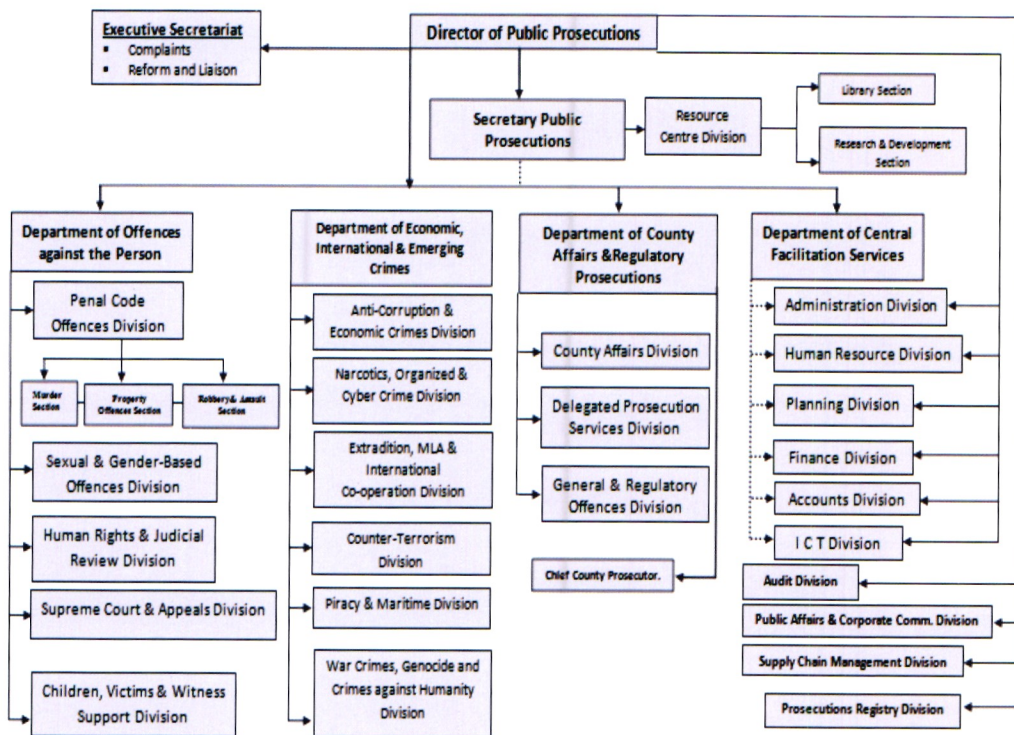 Executive Secretariat
▪ Complaints
▪ Reform and Liaison
Director of Public Prosecutions
Secretary Public
Prosecutions
Resource
Centre Division
Library Section
Research & Development
Section
Department of Offences
against the Person
Penal Code
Offences Division
Murder
Section
Property
Offences Section
Robbery & Assault
Section
Sexual & Gender-Based
Offences Division
Human Rights & Judicial
Review Division
Supreme Court & Appeals Division
Children, Victims & Witness
Support Division
Department of Economic,
International & Emerging
Crimes
Anti-Corruption &
Economic Crimes Division
Narcotics, Organized &
Cyber Crime Division
Extradition, MLA &
International
Co-operation Division
Counter-Terrorism
Division
Piracy & Maritime Division
War Crimes, Genocide and
Crimes against Humanity
Division
Department of County
Affairs &Regulatory
Prosecutions
County Affairs Division
Delegated Prosecution
Services Division
General & Regulatory
Offences Division
Chief County Prosecutor.
Department of Central
Facilitation Services
Administration Division
Human Resource Division
Planning Division
Finance Division
Accounts Division
I C T Division
Audit Division
Public Affairs & Corporate Comm. Division
Supply Chain Management Division
Prosecutions Registry Division